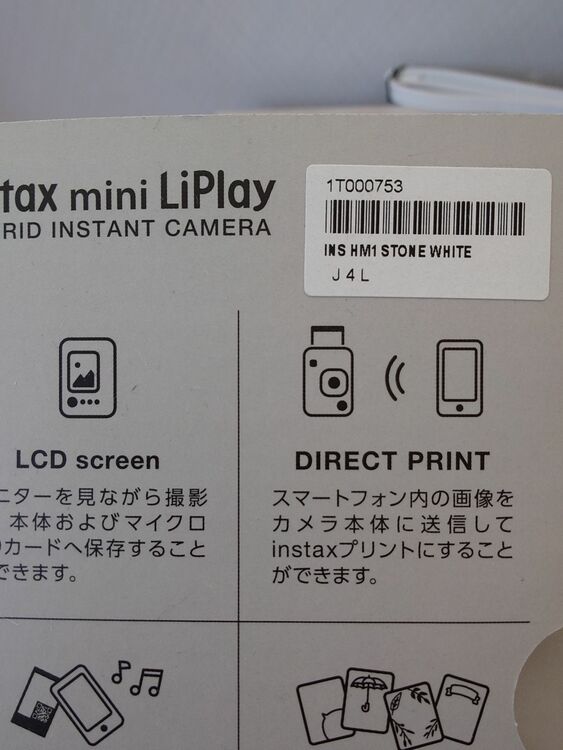 tax mini LiPlay
RID INSTANT CAMERA
1T000753
INS HM1 STONE WHITE
J 4 L
LCD screen
ニターを見ながら撮影
本体およびマイクロ
カードへ保存すること
できます。
DIRECT PRINT
スマートフォン内の画像を
カメラ本体に送信して
instaxプリントにすること
ができます。